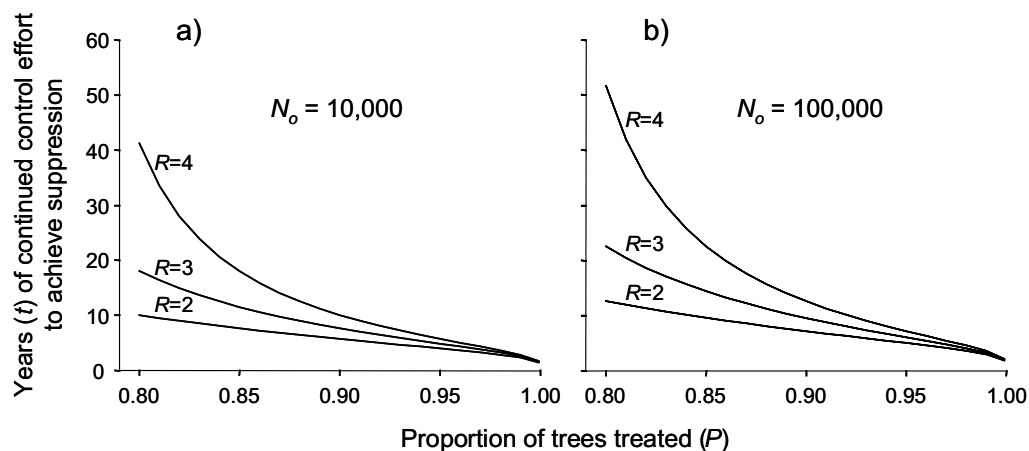 Years (t) of continued control effort
to achieve suppression
a)
No = 10,000
60
50
40
30
20
10
0
R=4
R=3
R=2
0.80
0.85
0.90
0.95
1.00
b)
No = 100,000
R=4
R=3
R=2
0.80
0.85
0.90
0.95
1.00
Proportion of trees treated (P)